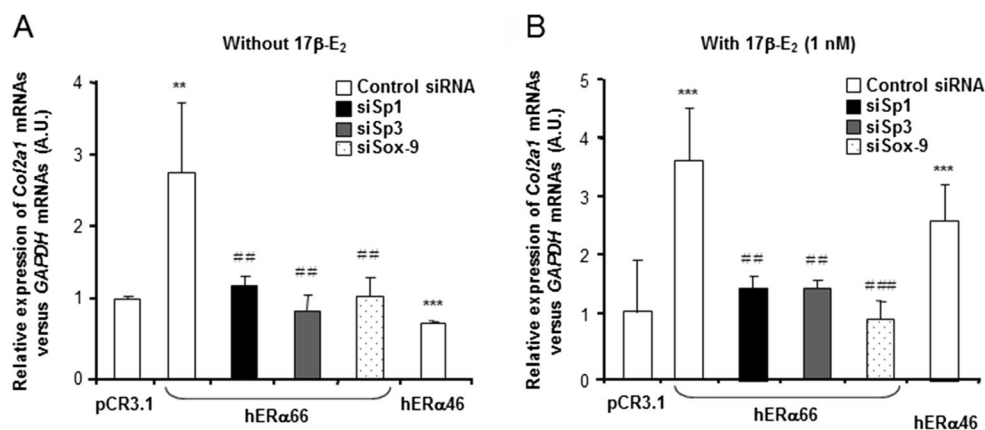 A
Without 17β-E₂
Relative expression of Col2a1 mRNAs
versus GAPDH mRNAs (A.U.)
4
3
2
1
0
**
##
##
##
***
Control siRNA
siSp1
siSp3
siSox-9
pCR3.1
hERα66
hERα46
B
With 17β-E₂ (1 nM)
Relative expression of Col2a1 mRNAs
versus GAPDH mRNAs (A.U.)
5
4
3
2
1
0
***
##
##
###
***
Control siRNA
siSp1
siSp3
siSox-9
pCR3.1
hERα66
hERα46